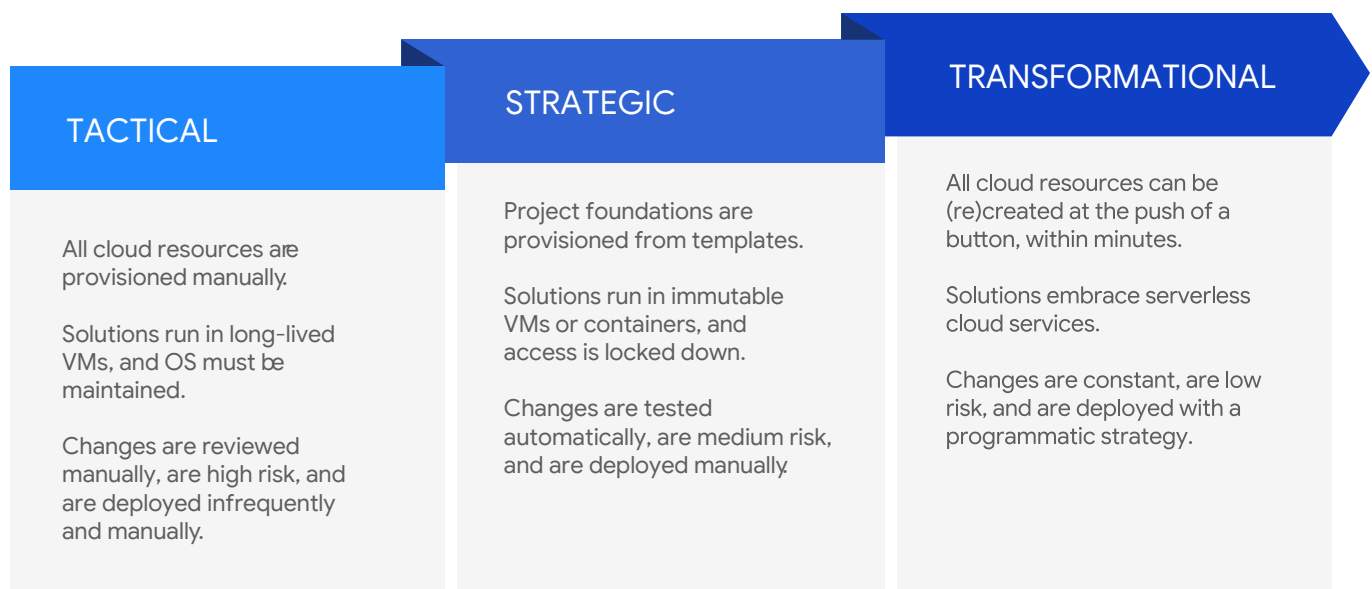 TACTICAL
All cloud resources are
provisioned manually.
Solutions run in long-lived
VMs, and OS must be
maintained.
Changes are reviewed
manually, are high risk, and
are deployed infrequently
and manually.
STRATEGIC
Project foundations are
provisioned from templates.
Solutions run in immutable
VMs or containers, and
access is locked down.
Changes are tested
automatically, are medium risk,
and are deployed manually.
TRANSFORMATIONAL
All cloud resources can be
(re)created at the push of a
button, within minutes.
Solutions embrace serverless
cloud services.
Changes are constant, are low
risk, and are deployed with a
programmatic strategy.